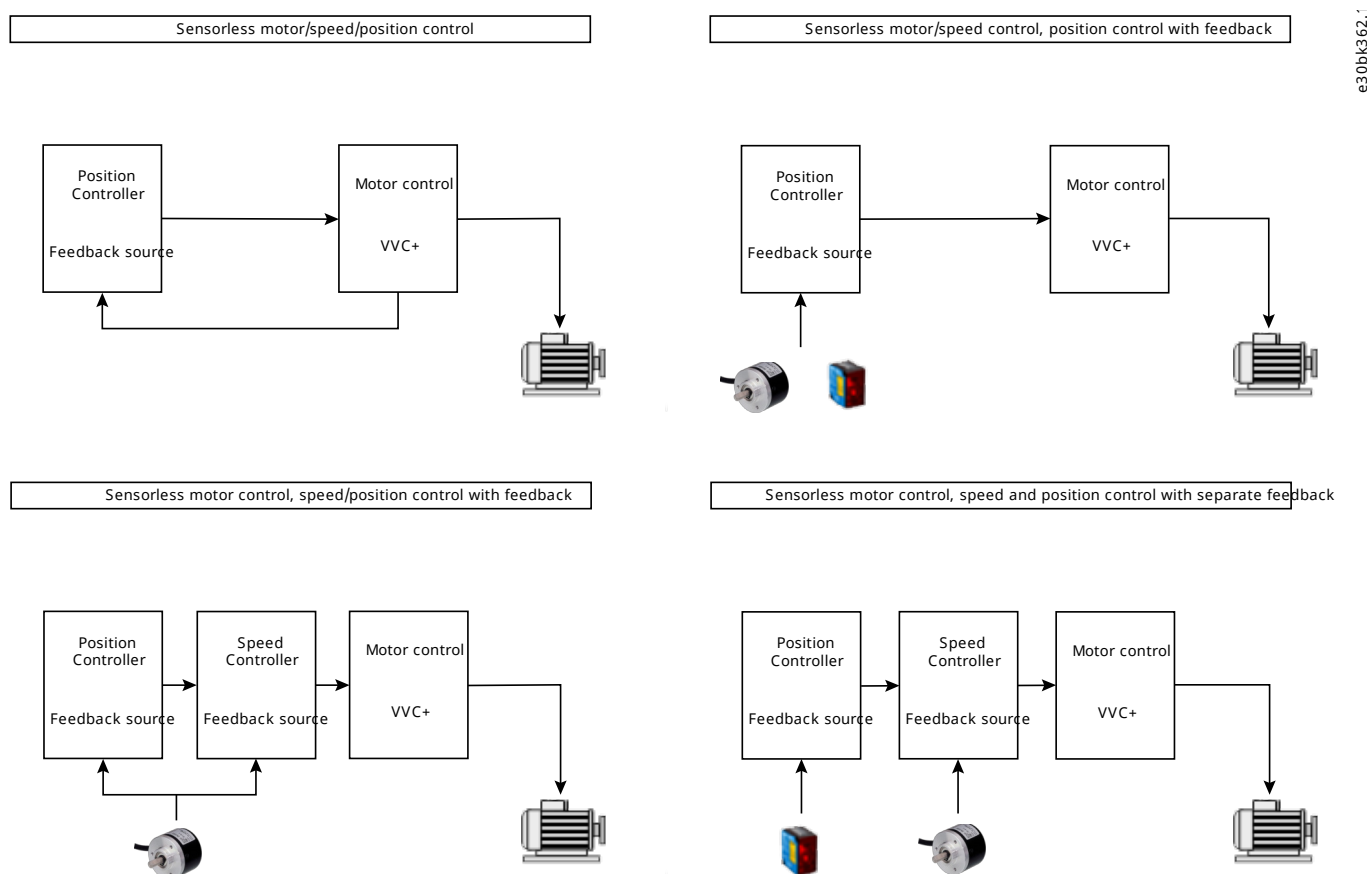 Sensorless motor/speed/position control
Sensorless motor/speed control, position control with feedback
Position
Controller
Feedback source
Motor control
VVC+
Position
Controller
Feedback source
Motor control
VVC+
Sensorless motor control, speed/position control with feedback
Sensorless motor control, speed and position control with separate feedback
Position
Controller
Feedback source
Speed
Controller
Feedback source
Motor control
VVC+
Position
Controller
Feedback source
Speed
Controller
Feedback source
Motor control
VVC+